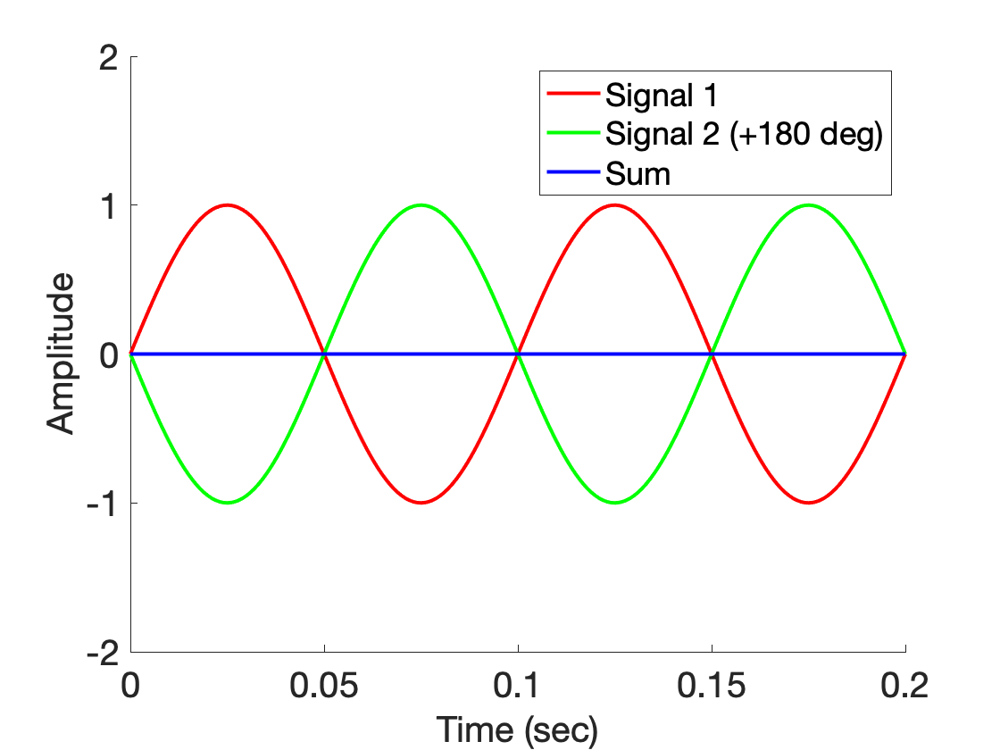 2
Signal 1
Signal 2 (+180 deg)
Sum
1
Amplitude
0
-1
-2
0 0.05 0.1 0.15 0.2
Time (sec)